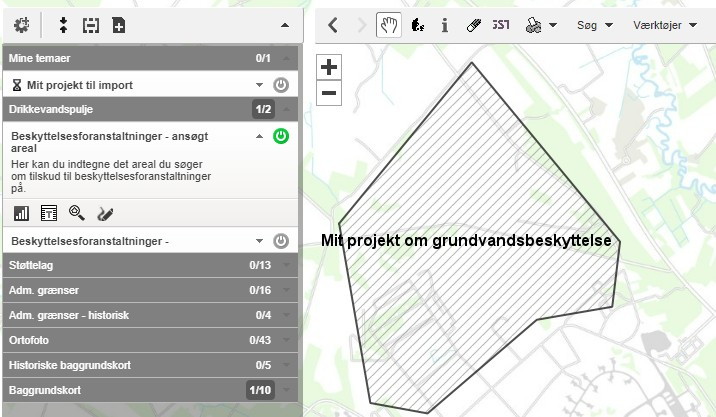 GST
Søg
Værktøjer
Mine temaer 0/1
Mit projekt til import
Drikkevandspulje 1/2
Beskyttelsesforanstaltninger - ansøgt
areal
Her kan du indtegne det areal du søger
om tilskud til beskyttelsesforanstaltninger
på.
Beskyttelsesforanstaltninger -
Støttelag 0/13
Adm. grænser 0/16
Adm. grænser - historisk 0/4
Ortofoto 0/43
Historiske baggrundskort 0/5
Baggrundskort 1/10
Mit projekt om grundvandsbeskyttelse